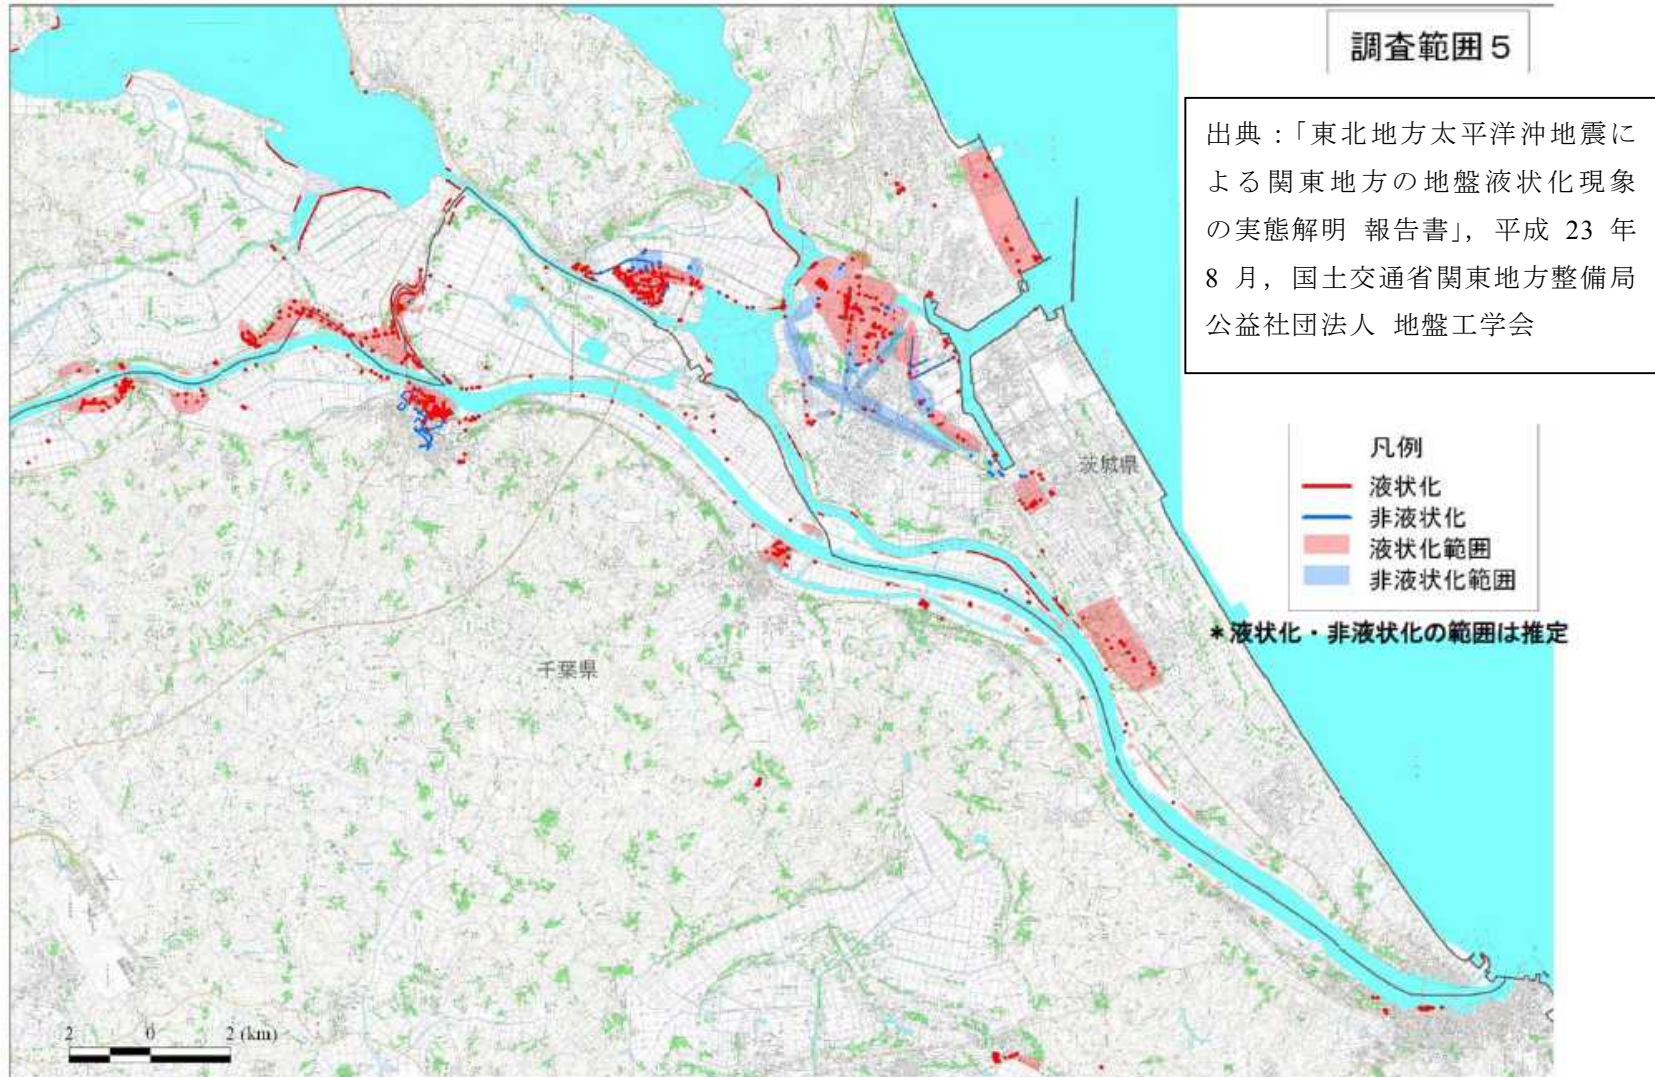 調査範囲5
出典：「東北地方太平洋沖地震に
よる関東地方の地盤液状化現象
の実態解明 報告書」，平成 23 年
8 月，国土交通省関東地方整備局
公益社団法人 地盤工学会
凡例
液状化
非液状化
液状化範囲
非液状化範囲
*液状化・非液状化の範囲は推定
茨城県
千葉県
2 0 2 (km)